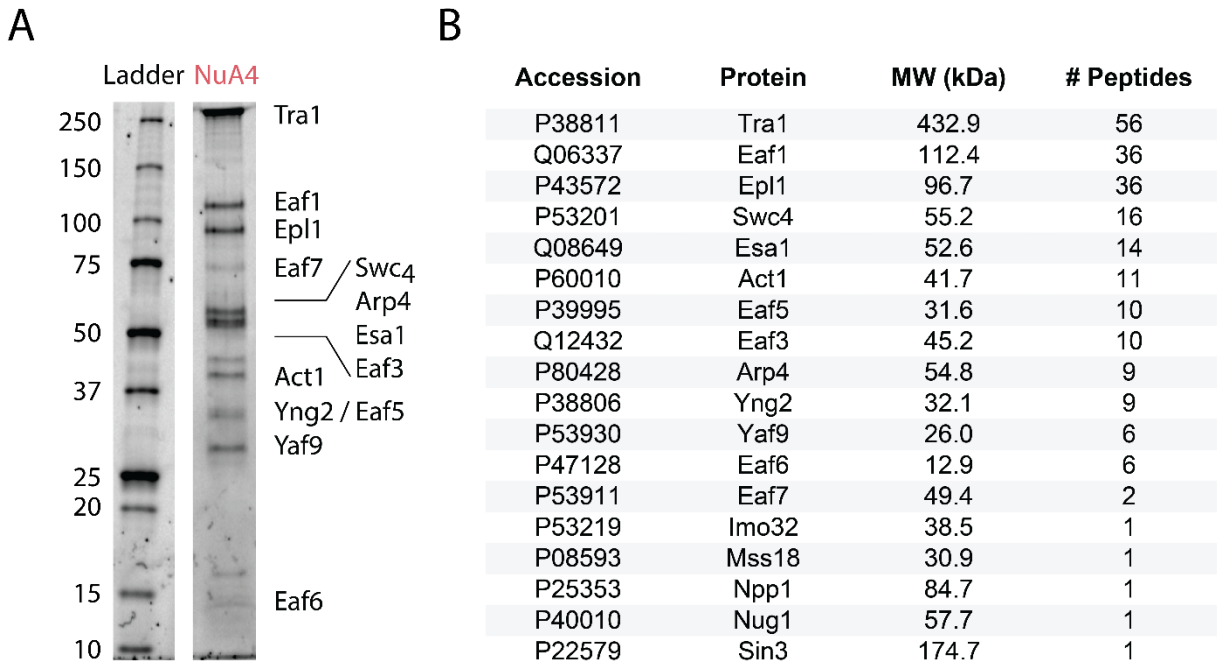 A
Ladder NuA4
250
150
100
75
50
37
25
20
15
10
Tra1
Eaf1
Epl1
Eaf7
Swc4
Arp4
Esa1
Eaf3
Act1
Yng2 / Eaf5
Yaf9
Eaf6
B
Accession Protein MW (kDa) # Peptides
P38811 Tra1 432.9 56
Q06337 Eaf1 112.4 36
P43572 Epl1 96.7 36
P53201 Swc4 55.2 16
Q08649 Esa1 52.6 14
P60010 Act1 41.7 11
P39995 Eaf5 31.6 10
Q12432 Eaf3 45.2 10
P80428 Arp4 54.8 9
P38806 Yng2 32.1 9
P53930 Yaf9 26.0 6
P47128 Eaf6 12.9 6
P53911 Eaf7 49.4 2
P53219 Imo32 38.5 1
P08593 Mss18 30.9 1
P25353 Npp1 84.7 1
P40010 Nug1 57.7 1
P22579 Sin3 174.7 1